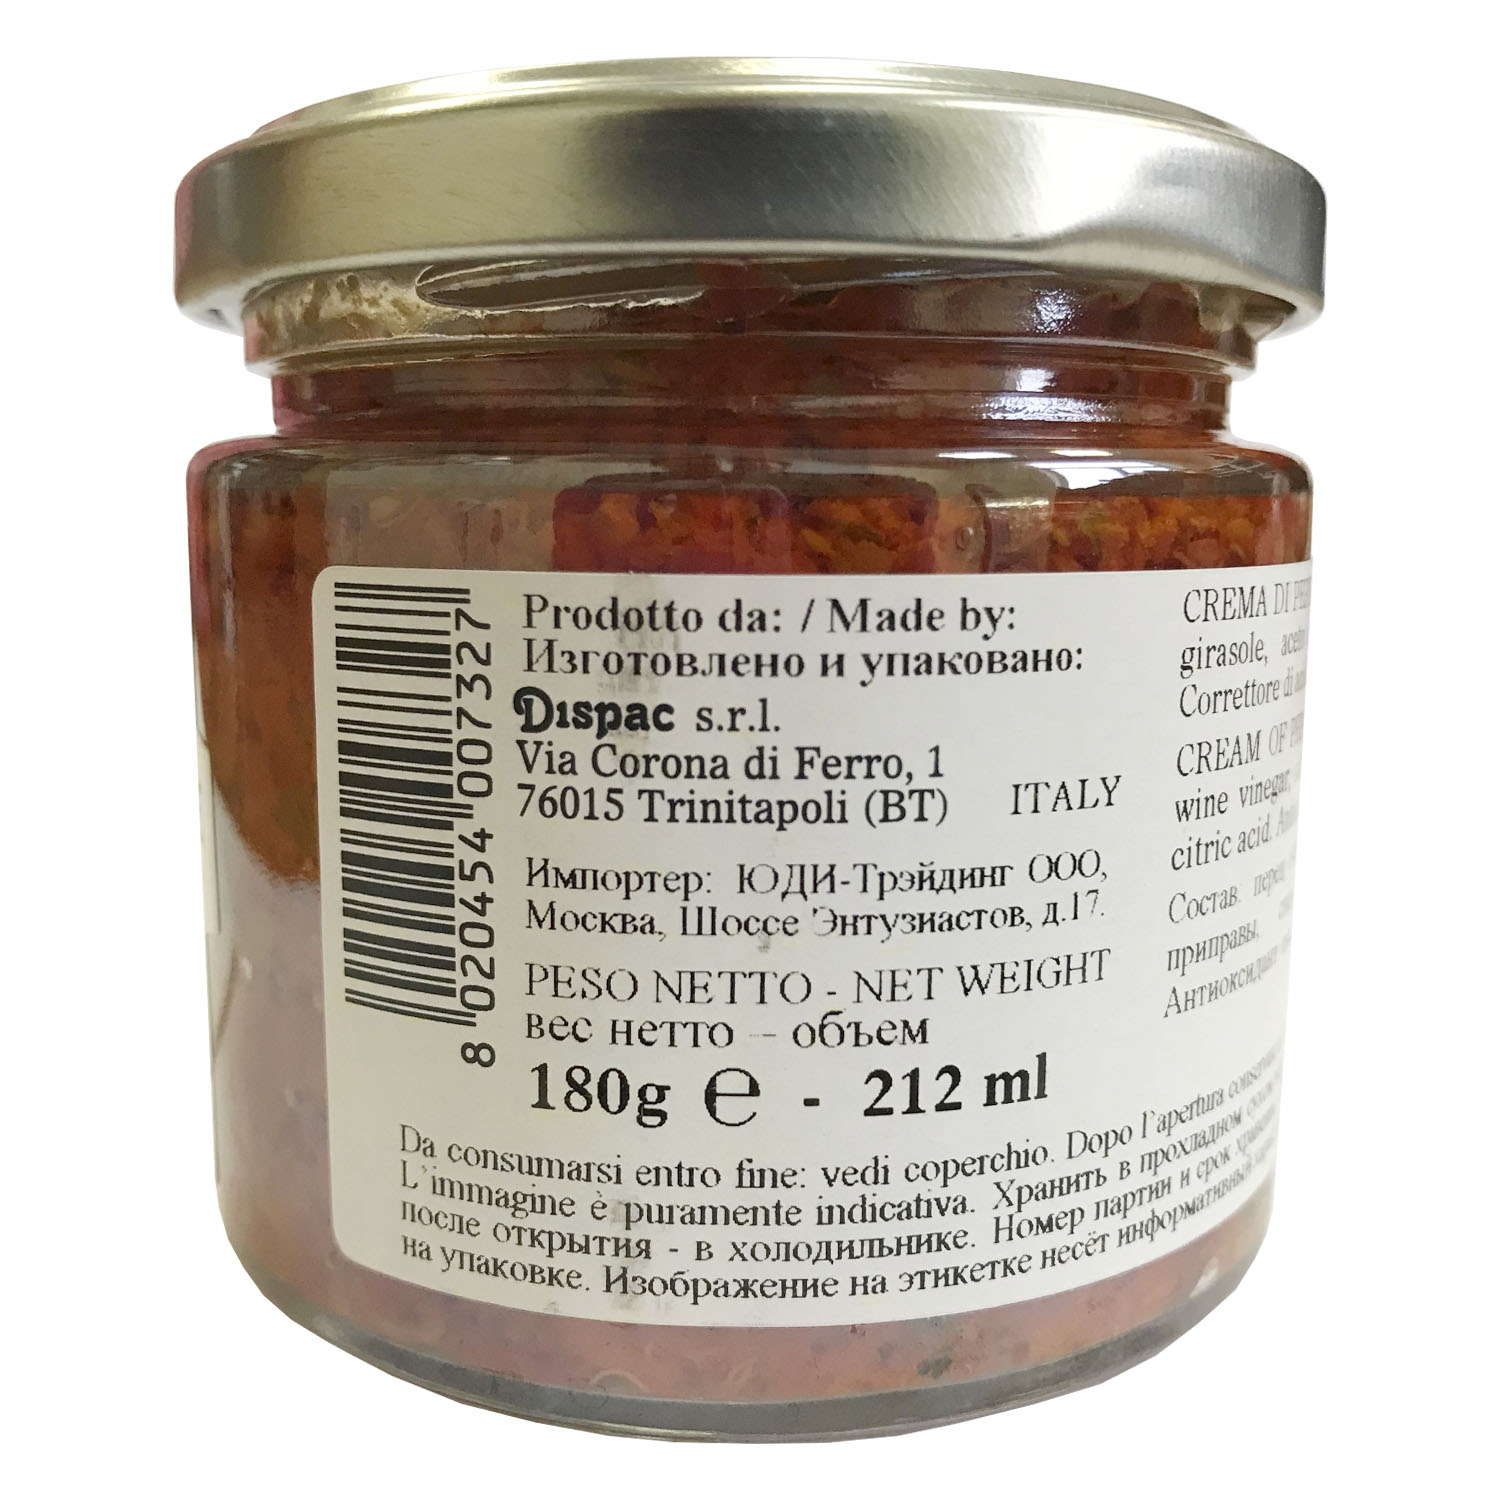 Prodotto da: / Made by:
Изготовлено и упаковано:
Dispac s.r.l.
Via Corona di Ferro, 1
76015 Trinitapoli (BT) ITALY
Импортер: ЮДИ-Трэйдинг ООО,
Москва, Шоссе Энтузиастов, д.17.
PESO NETTO - NET WEIGHT
вес нетто – объем
180g ℮ - 212 ml
Da consumarsi entro fine: vedi coperchio. Dopo l'apertura
L'immagine è puramente indicativa. Хранить в прохладном
после открытия - в холодильнике. Номер партии и срок
на упаковке. Изображение на этикетке несёт информативный
8 020454 007327
CREMA DI
girasole,
Correttore di
CREAM OF
wine vinegar,
citric acid.
Состав: перец
приправы,
Антиоксидант